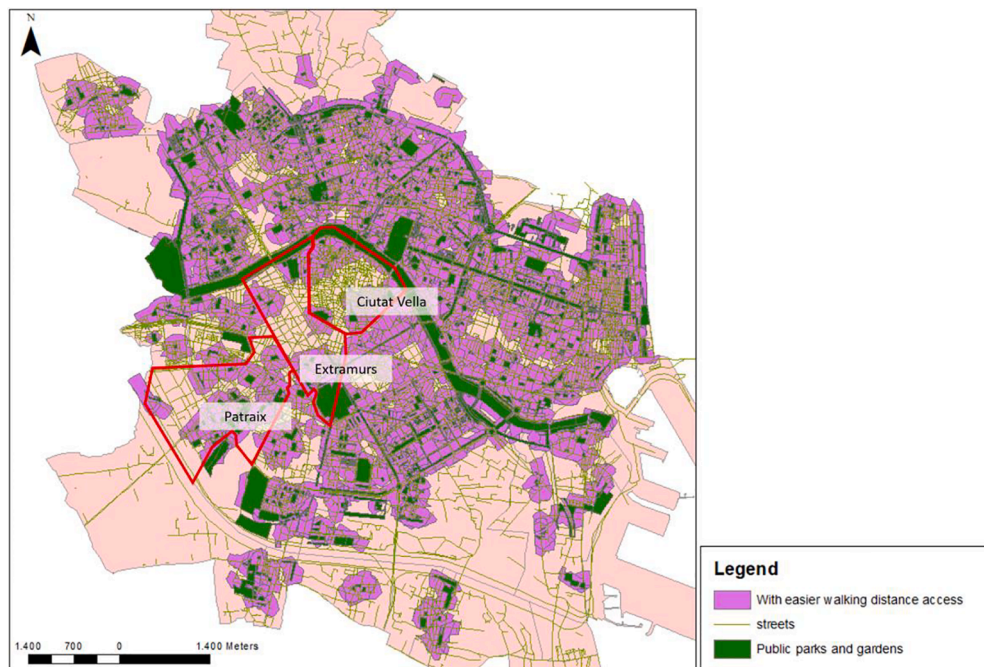 N
Ciutat Vella
Extramurs
Patraix
1.400 700 0 1.400 Meters
Legend
With easier walking distance access
streets
Public parks and gardens